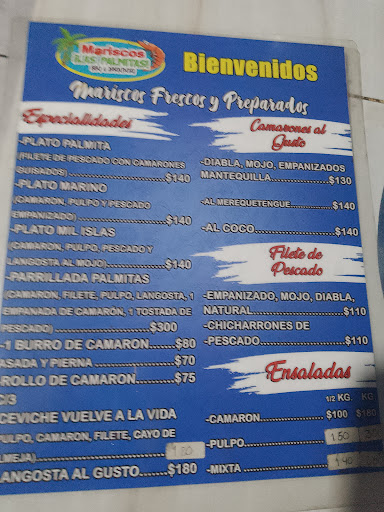 Mariscos
¡LAS PALMITAS!
Bienvenidos
Mariscos Frescos y Preparados
Especialidades
-PLATO PALMITA
(FILETE DE PESCADO CON CAMARONES
GUISADOS)............................$140
-PLATO MARINO
(CAMARON, PULPO Y PESCADO
EMPANIZADO)........................$140
-PLATO MIL ISLAS
(CAMARON, PULPO, PESCADO Y
LANGOSTA AL MOJO)...............$140
-PARRILLADA PALMITAS
(CAMARON, FILETE, PULPO, LANGOSTA, 1
EMPANADA DE CAMARÓN, 1 TOSTADA DE
PESCADO)....................$300
-1 BURRO DE CAMARON......$80
ASADA Y PIERNA................$70
ROLLO DE CAMARON........$75
C/3
CEVICHE VUELVE A LA VIDA
PULPO, CAMARON, FILETE, CAYO DE
ALMEJA)
LANGOSTA AL GUSTO......$180
Camarones al
Gusto
-DIABLA, MOJO, EMPANIZADOS
MANTEQUILLA....................$130
-AL MEREQUETENGUE..............$140
-AL COCO...........................$140
Filete de
Pescado
-EMPANIZADO, MOJO, DIABLA,
NATURAL...........................$110
-CHICHARRONES DE
-PESCADO.........................$110
Ensaladas
1/2 KG. KG.
-CAMARON............$100 $180
-PULPO................150
-MIXTA................140